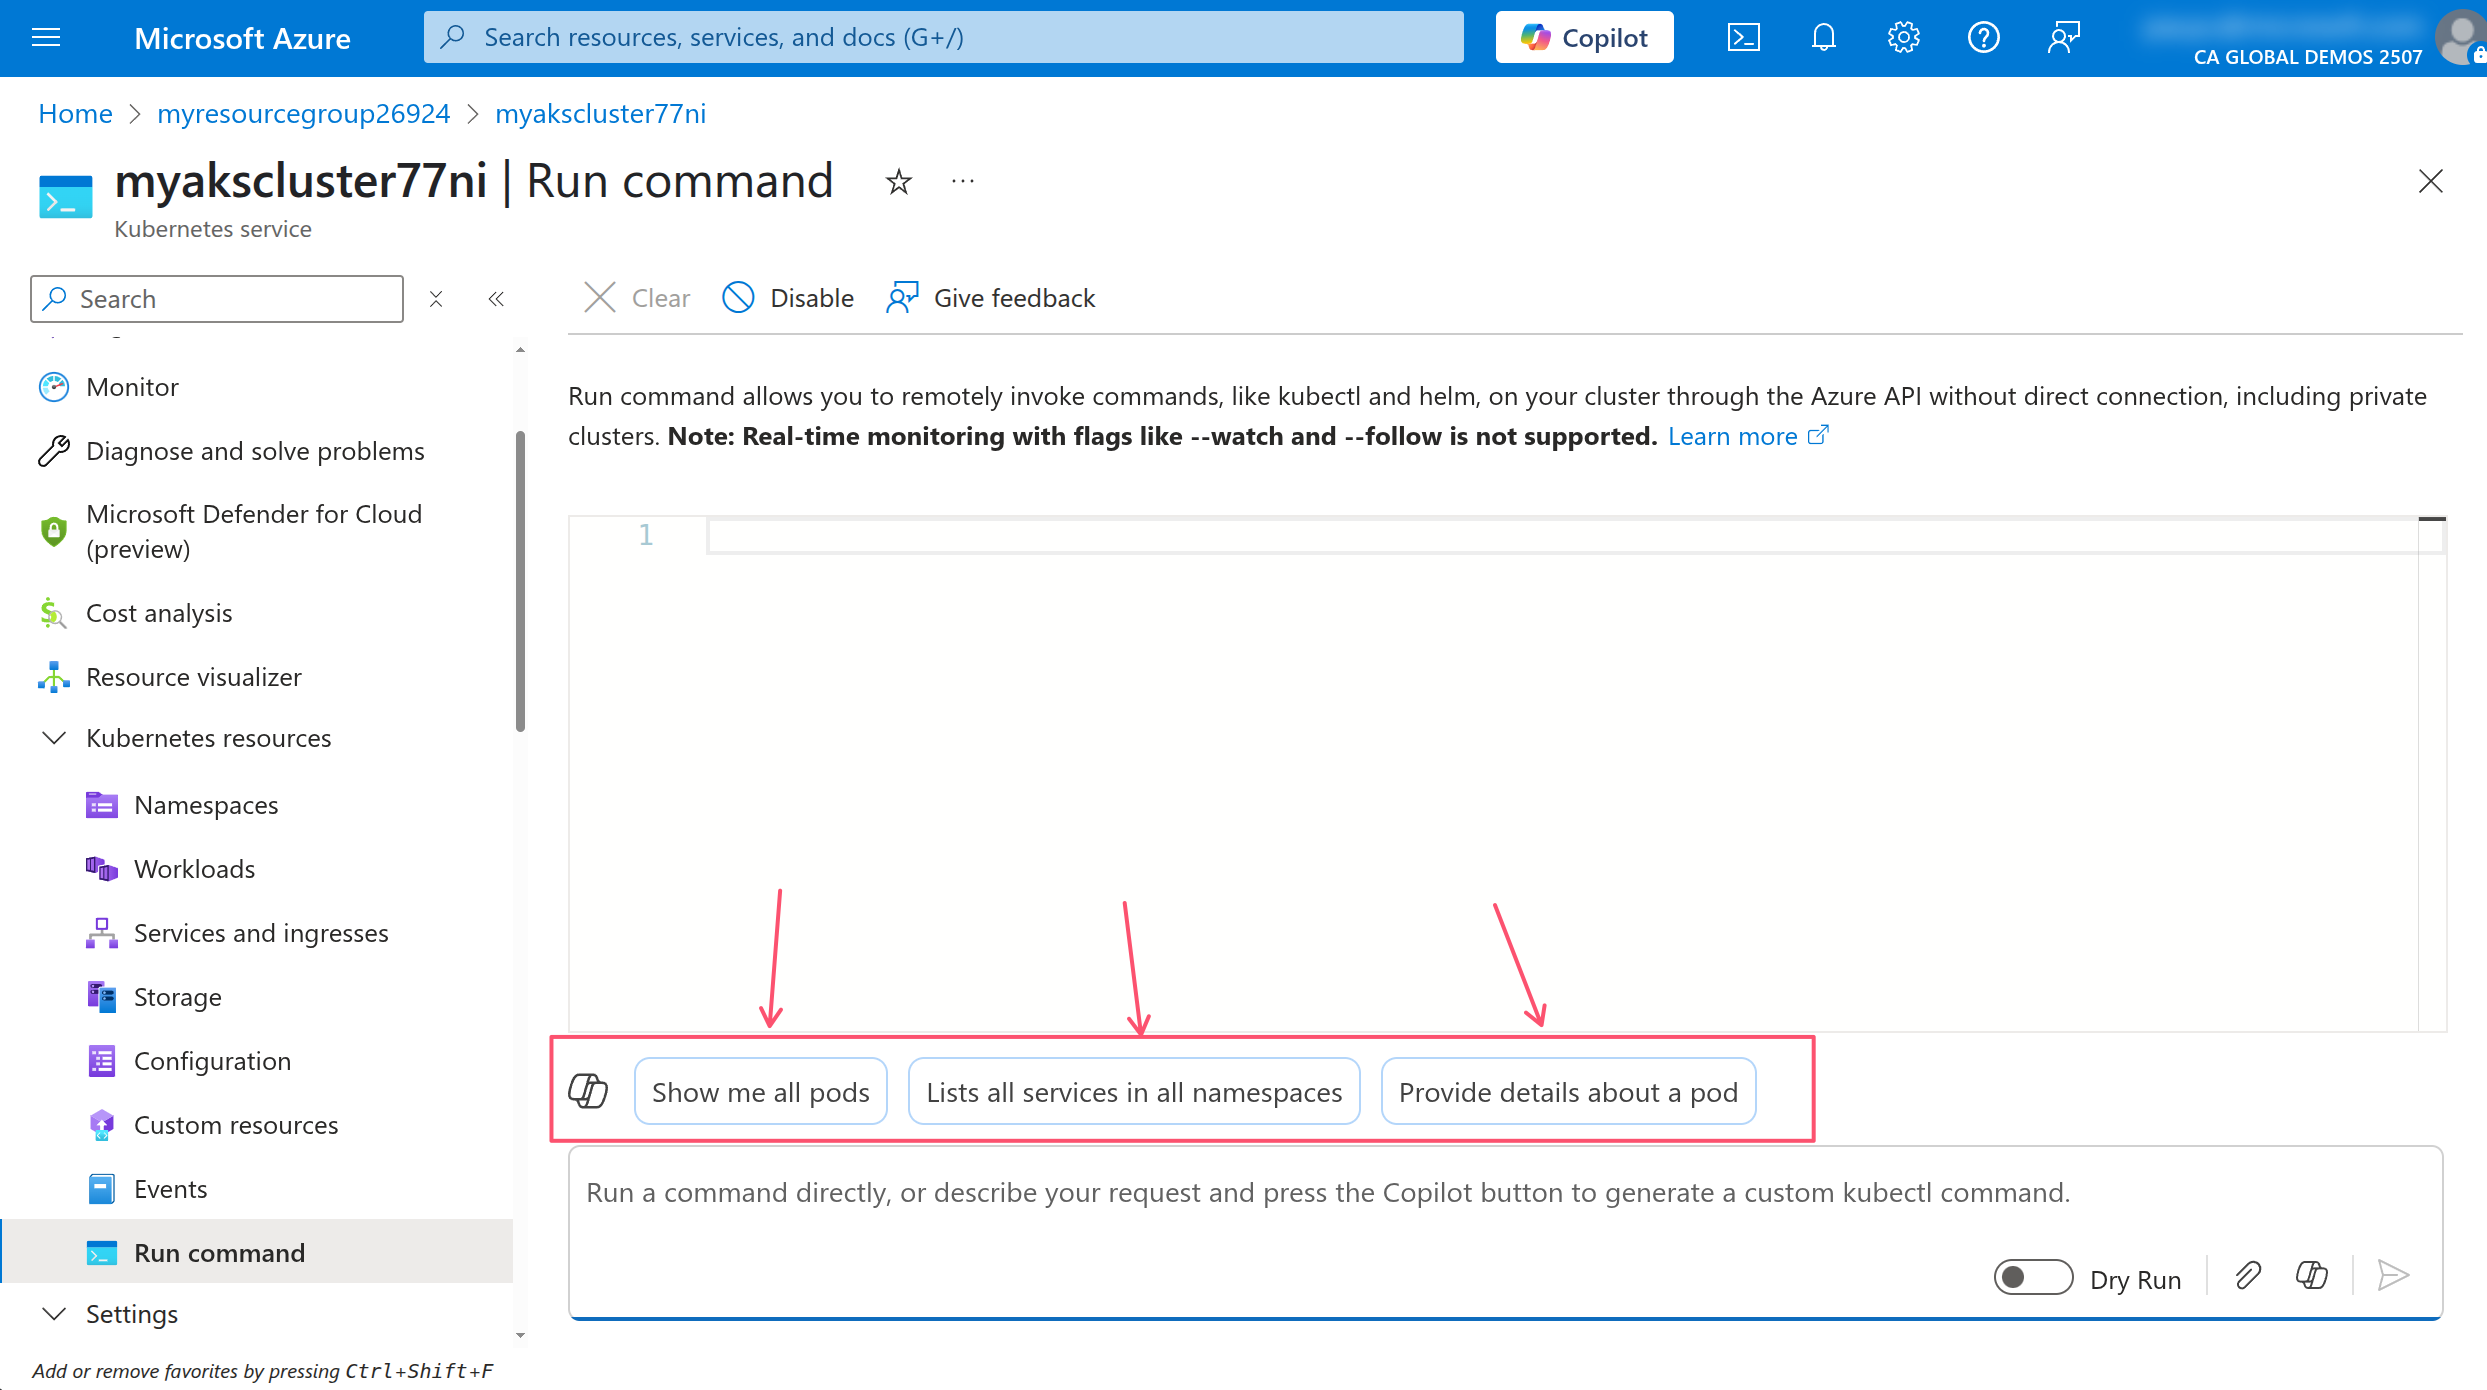 Microsoft Azure
Search resources, services, and docs (G+/)
Copilot
CA GLOBAL DEMOS 2507
Home > myresourcegroup26924 > myakscluster77ni
myakscluster77ni | Run command
Kubernetes service
Search
Clear
Disable
Give feedback
Monitor
Diagnose and solve problems
Microsoft Defender for Cloud
(preview)
Cost analysis
Resource visualizer
Kubernetes resources
Namespaces
Workloads
Services and ingresses
Storage
Configuration
Custom resources
Events
Run command
Settings
Add or remove favorites by pressing Ctrl+Shift+F
Run command allows you to remotely invoke commands, like kubectl and helm, on your cluster through the Azure API without direct connection, including private
clusters. Note: Real-time monitoring with flags like --watch and --follow is not supported. Learn more
1
Show me all pods
Lists all services in all namespaces
Provide details about a pod
Run a command directly, or describe your request and press the Copilot button to generate a custom kubectl command.
Dry Run